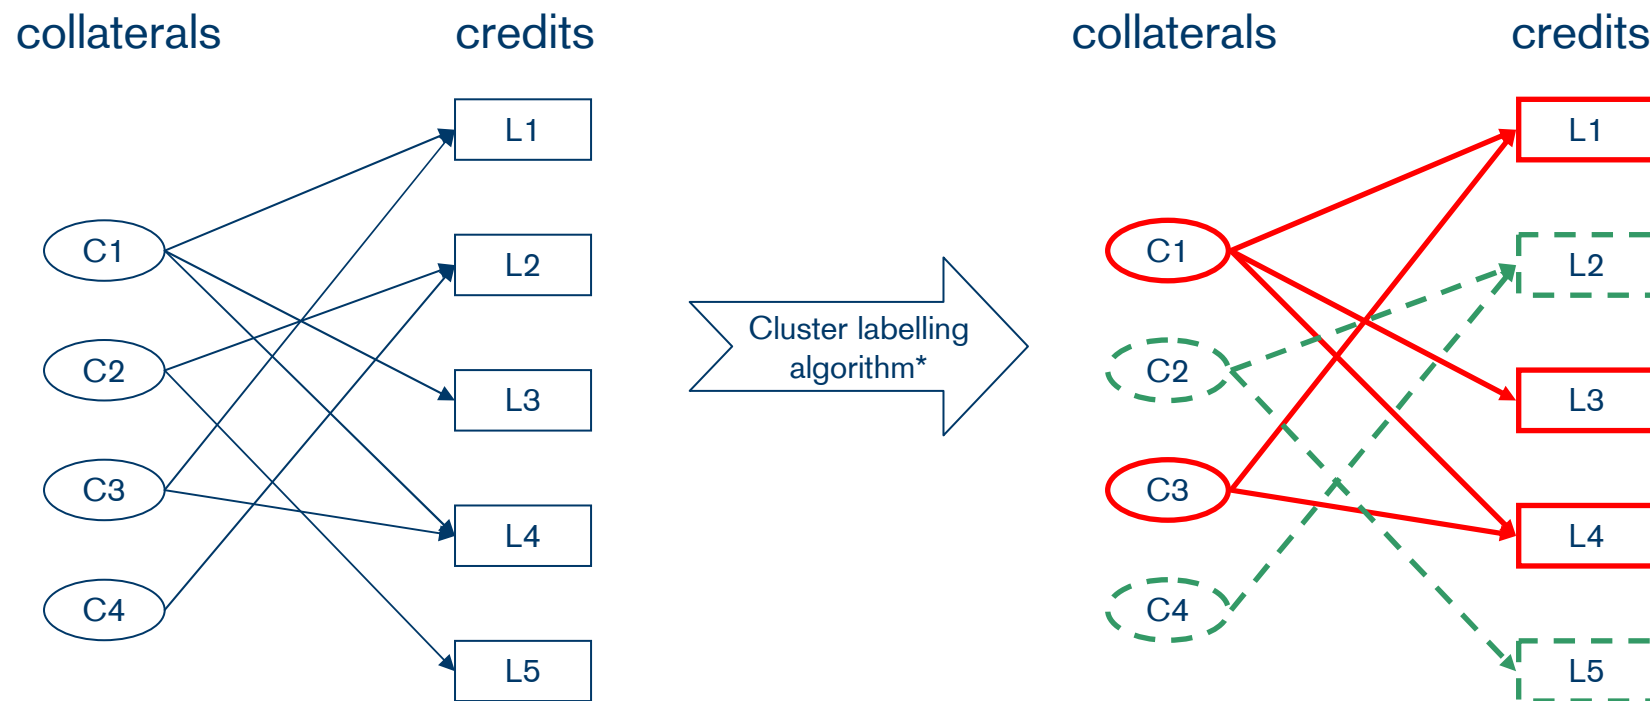 collaterals credits collaterals credits
L1 L1
C1 L2 C1 L2
Cluster labelling
algorithm*
C2 L3 C2 L3
C3 L4 C3 L4
C4 L5 C4 L5